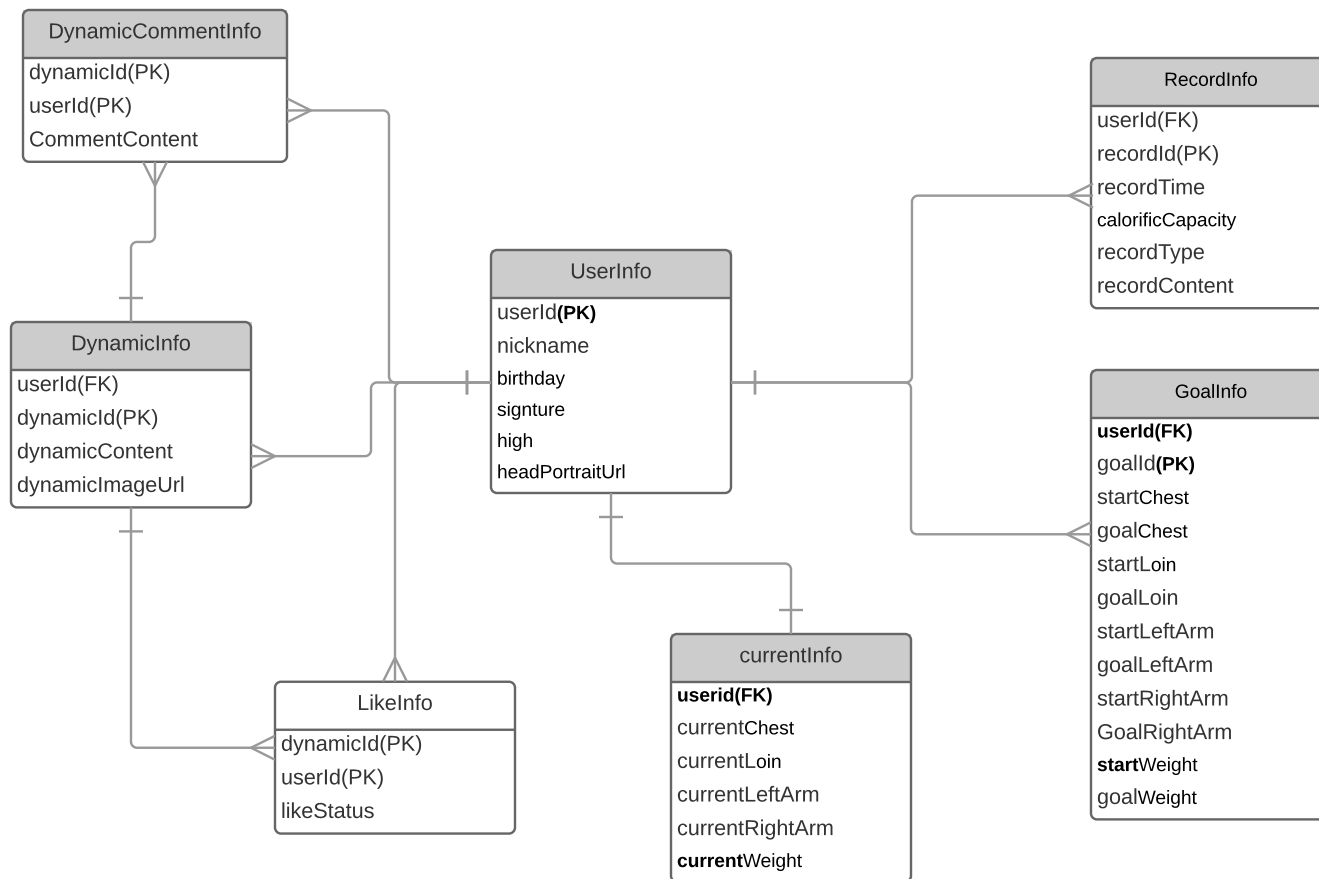 DynamicCommentInfo
dynamicId(PK)
userId(PK)
CommentContent
DynamicInfo
userId(FK)
dynamicId(PK)
dynamicContent
dynamicImageUrl
LikeInfo
dynamicId(PK)
userId(PK)
likeStatus
UserInfo
userId(PK)
nickname
birthday
signture
high
headPortraitUrl
currentInfo
userid(FK)
currentChest
currentLoin
currentLeftArm
currentRightArm
currentWeight
RecordInfo
userId(FK)
recordId(PK)
recordTime
calorificCapacity
recordType
recordContent
GoalInfo
userId(FK)
goalId(PK)
startChest
goalChest
startLoin
goalLoin
startLeftArm
goalLeftArm
startRightArm
GoalRightArm
startWeight
goalWeight